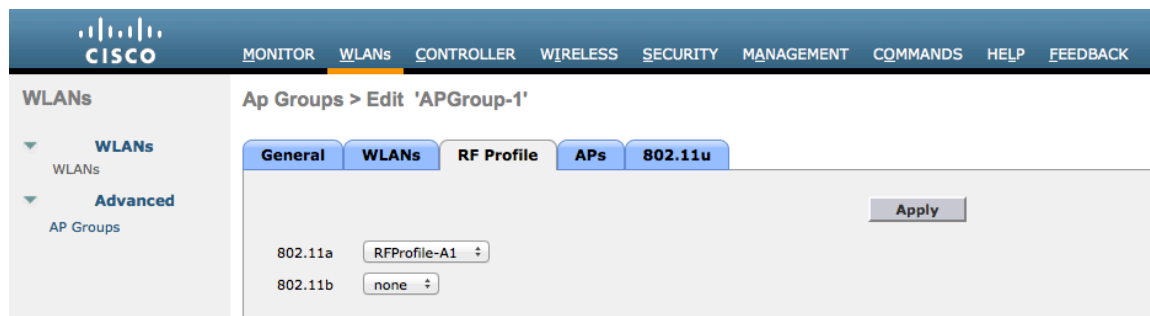 CISCO
MONITOR WLANs CONTROLLER WIRELESS SECURITY MANAGEMENT COMMANDS HELP FEEDBACK
WLANs
WLANs
WLANs
Advanced
AP Groups
Ap Groups > Edit 'APGroup-1'
General WLANs RF Profile APs 802.11u
Apply
802.11a RFProfile-A1
802.11b none